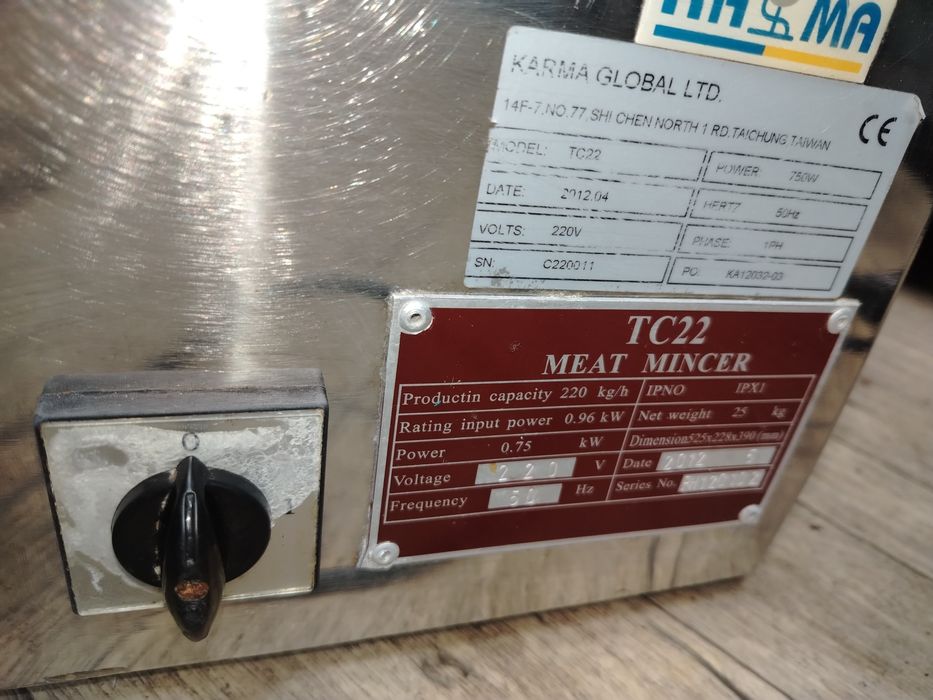 MA
KARMA GLOBAL LTD.
14F-7,NO.77,SHI CHEN NORTH 1 RD,TAICHUNG,TAIWAN
CE
MODEL: TC22 POWER: 750W
DATE: 2012.04 HERTZ 50Hz
VOLTS: 220V PHASE: 1PH
SN: C220011 PO: KA12032-03
TC22
MEAT MINCER
Productin capacity 220 kg/h IPNO IPX1
Rating input power 0.96 kW Net weight 25 kg
Power 0.75 kW Dimension525x228x390(mm)
Voltage 220 V Date 2012
Frequency 50 Hz Series No.
0